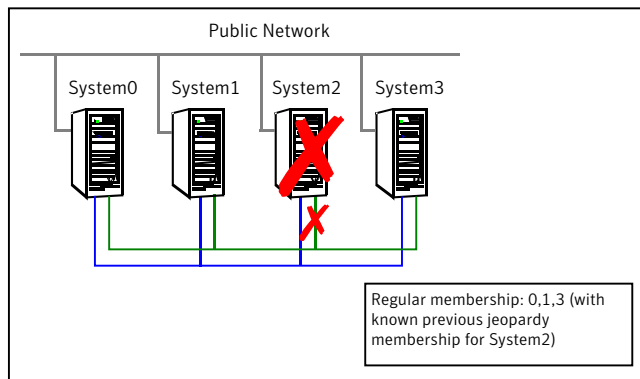 Public Network
System0 System1 System2 System3
Regular membership: 0,1,3 (with
known previous jeopardy
membership for System2)